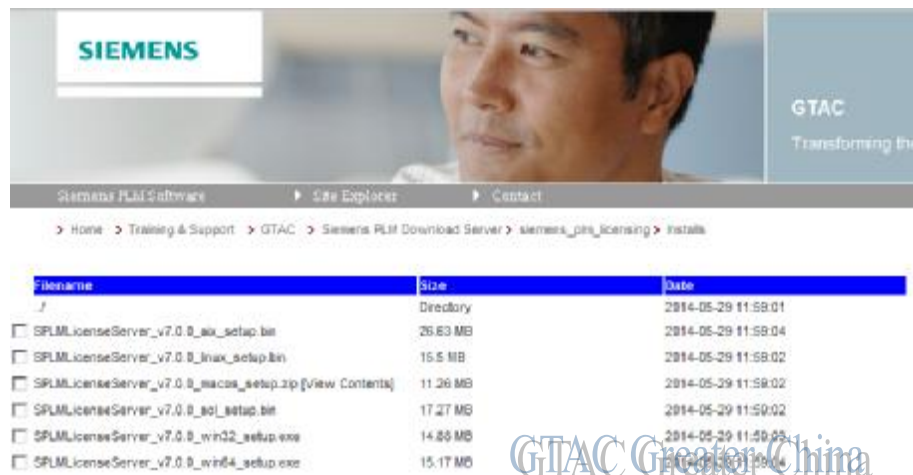 SIEMENS
GTAC
Transforming the
Siemens PLM Software Site Explorer Contact
> Home > Training & Support > GTAC > Siemens PLM Download Server > siemens_plm_licensing > installs
Filename Size Date
../ Directory 2014-05-29 11:59:01
SPLMLicenseServer_v7.0.0_aix_setup.bin 26.63 MB 2014-05-29 11:59:04
SPLMLicenseServer_v7.0.0_linux_setup.bin 15.5 MB 2014-05-29 11:59:02
SPLMLicenseServer_v7.0.0_macos_setup.zip [View Contents] 11.26 MB 2014-05-29 11:59:02
SPLMLicenseServer_v7.0.0_sol_setup.bin 17.27 MB 2014-05-29 11:59:02
SPLMLicenseServer_v7.0.0_win32_setup.exe 14.88 MB 2014-05-29
SPLMLicenseServer_v7.0.0_win64_setup.exe 15.17 MB
GTAC Greater China